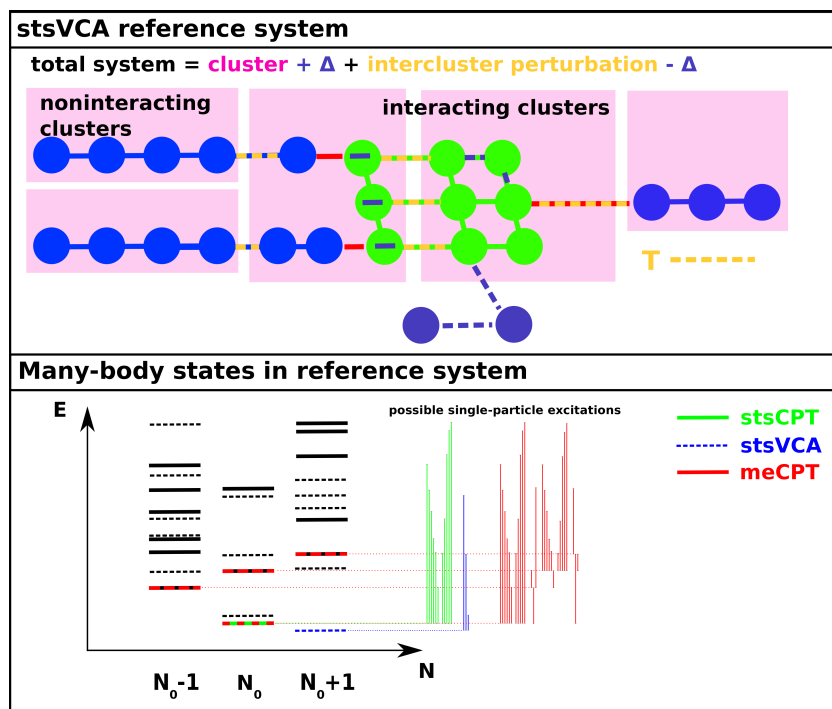 stsVCA reference system
total system = cluster + Δ + intercluster perturbation - Δ
noninteracting
clusters
interacting clusters
T
Many-body states in reference system
E
possible single-particle excitations
stsCPT
stsVCA
meCPT
N
N₀-1
N₀
N₀+1